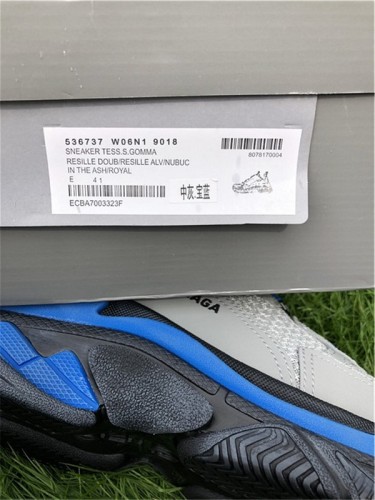 536737 W06N1 9018
SNEAKER TESS.S.GOMMA
RESILLE DOUB/RESILLE ALV/NUBUC
IN THE ASH/ROYAL
E 41
ECBA7003323F
8076170004
中灰.宝蓝
AGA